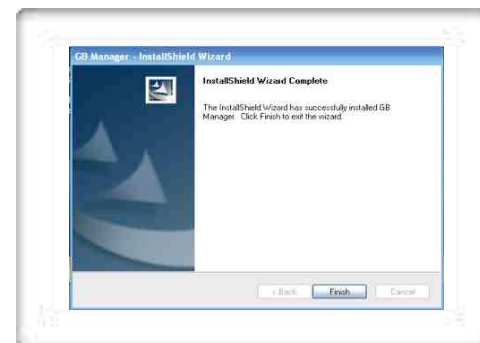 GB Manager - InstallShield Wizard
InstallShield Wizard Complete
The InstallShield Wizard has successfully installed GB
Manager. Click Finish to exit the wizard.
< Back
Finish
Cancel